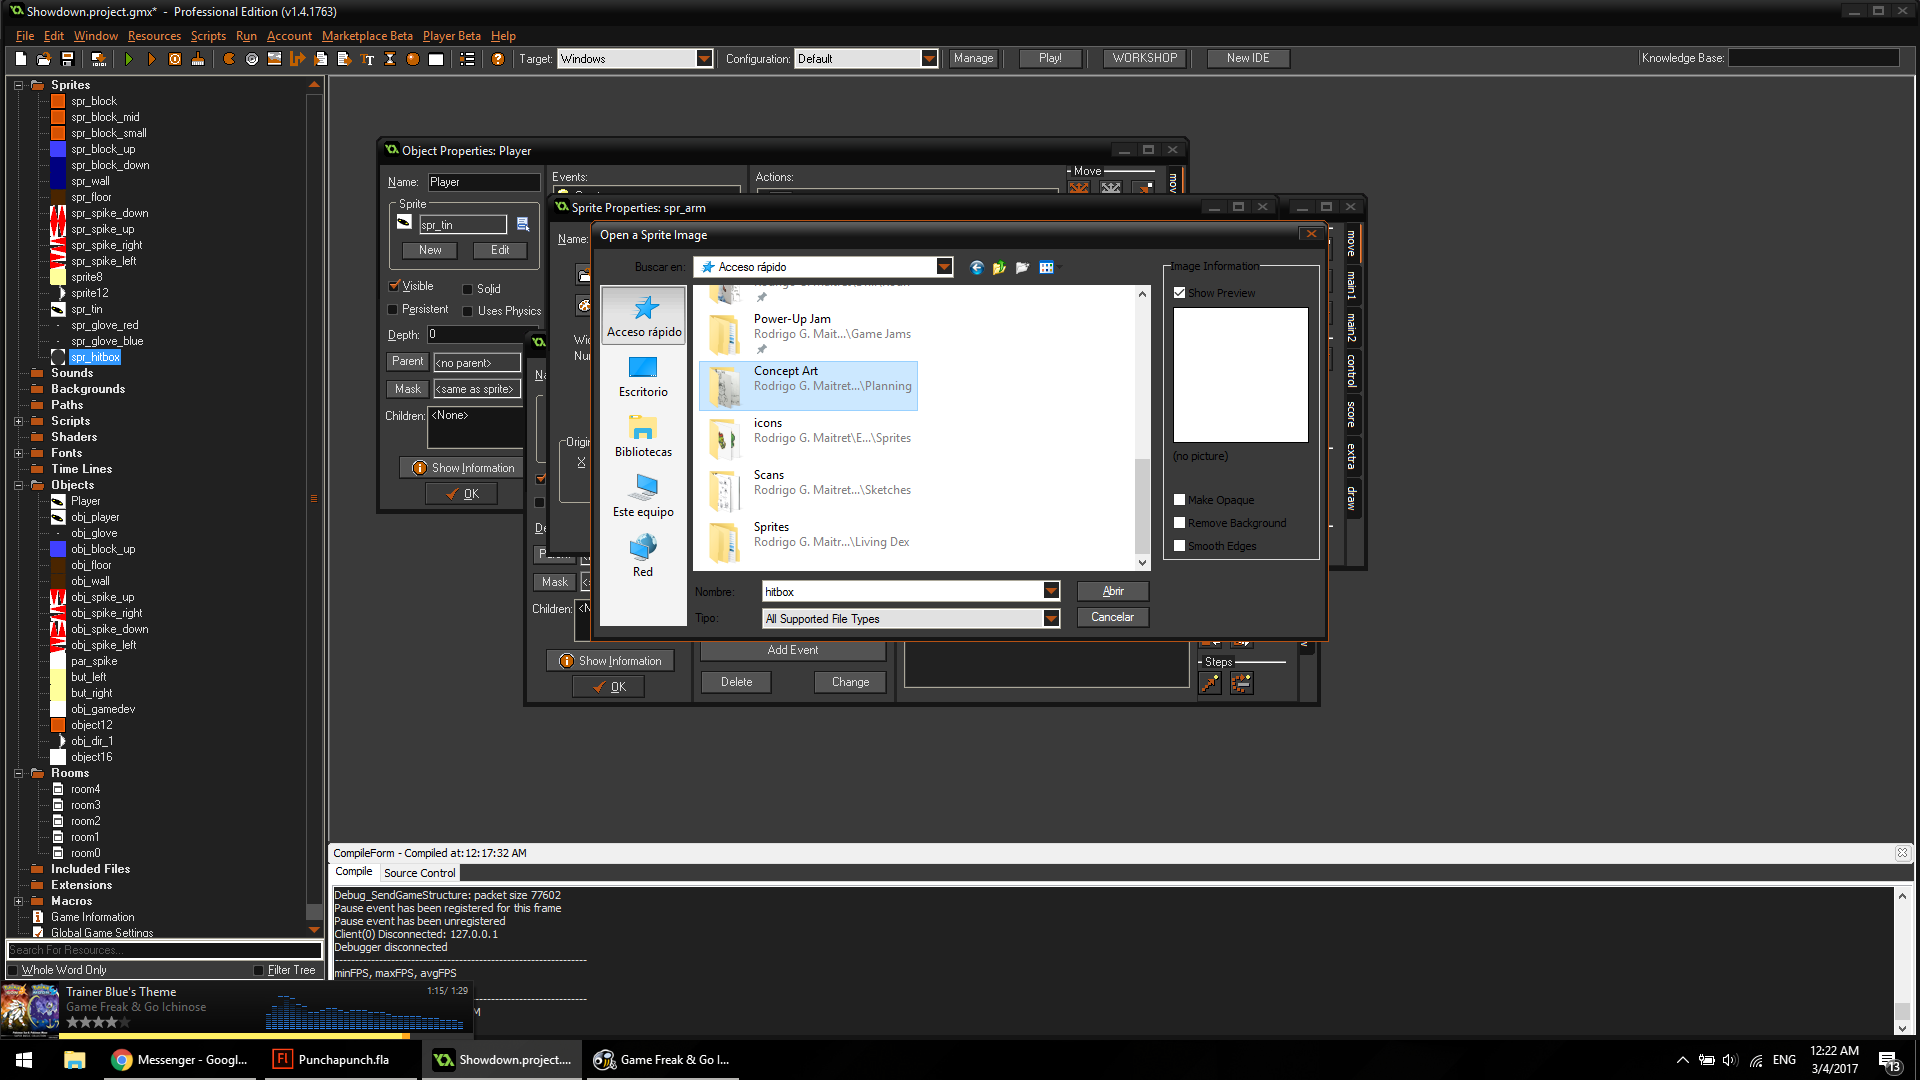 Showdown.project.gmx* - Professional Edition (v1.4.1763)
File Edit Window Resources Scripts Run Account Marketplace Beta Player Beta Help
Target: Windows Configuration: Default Manage Play! WORKSHOP New IDE Knowledge Base:
Sprites
spr_block
spr_block_mid
spr_block_small
spr_block_up
spr_block_down
spr_wall
spr_floor
spr_spike_down
spr_spike_up
spr_spike_right
spr_spike_left
sprite8
sprite12
spr_tin
spr_glove_red
spr_glove_blue
spr_hitbox
Sounds
Backgrounds
Paths
Scripts
Shaders
Fonts
Time Lines
Objects
Player
obj_player
obj_glove
obj_block_up
obj_floor
obj_wall
obj_spike_up
obj_spike_right
obj_spike_down
obj_spike_left
par_spike
but_left
but_right
obj_gamedev
object12
obj_dir_1
object16
Rooms
room4
room3
room2
room1
room0
Included Files
Extensions
Macros
Game Information
Global Game Settings
Search For Resources...
Whole Word Only Filter Tree
Object Properties: Player
Name: Player
Sprite
spr_tin
New Edit
Visible Solid
Persistent Uses Physics
Depth: 0
Parent <no parent>
Mask <same as sprite>
Children: <None>
Show Information
OK
Events:
Actions:
Move
move
Sprite Properties: spr_arm
Name:
Origin
X
Mask
Children:
Show Information
OK
Add Event
Delete Change
Steps
move
main1
main2
control
score
extra
draw
Open a Sprite Image
Buscar en: Acceso rápido
Acceso rápido
Escritorio
Bibliotecas
Este equipo
Red
Power-Up Jam
Rodrigo G. Mait...\Game Jams
Concept Art
Rodrigo G. Maitret...\Planning
icons
Rodrigo G. Maitret\E...\Sprites
Scans
Rodrigo G. Maitret...\Sketches
Sprites
Rodrigo G. Maitr...\Living Dex
Nombre: hitbox Abrir
Tipo: All Supported File Types Cancelar
Image Information
Show Preview
(no picture)
Make Opaque
Remove Background
Smooth Edges
CompileForm - Compiled at:12:17:32 AM
Compile Source Control
Debug_SendGameStructure: packet size 77602
Pause event has been registered for this frame
Pause event has been unregistered
Client(0) Disconnected: 127.0.0.1
Debugger disconnected
minFPS, maxFPS, avgFPS
Trainer Blue's Theme 1:15/ 1:29
Game Freak & Go Ichinose
Messenger - Googl... Punchapunch.fla Showdown.project.... Game Freak & Go I...
ENG 12:22 AM
3/4/2017
13